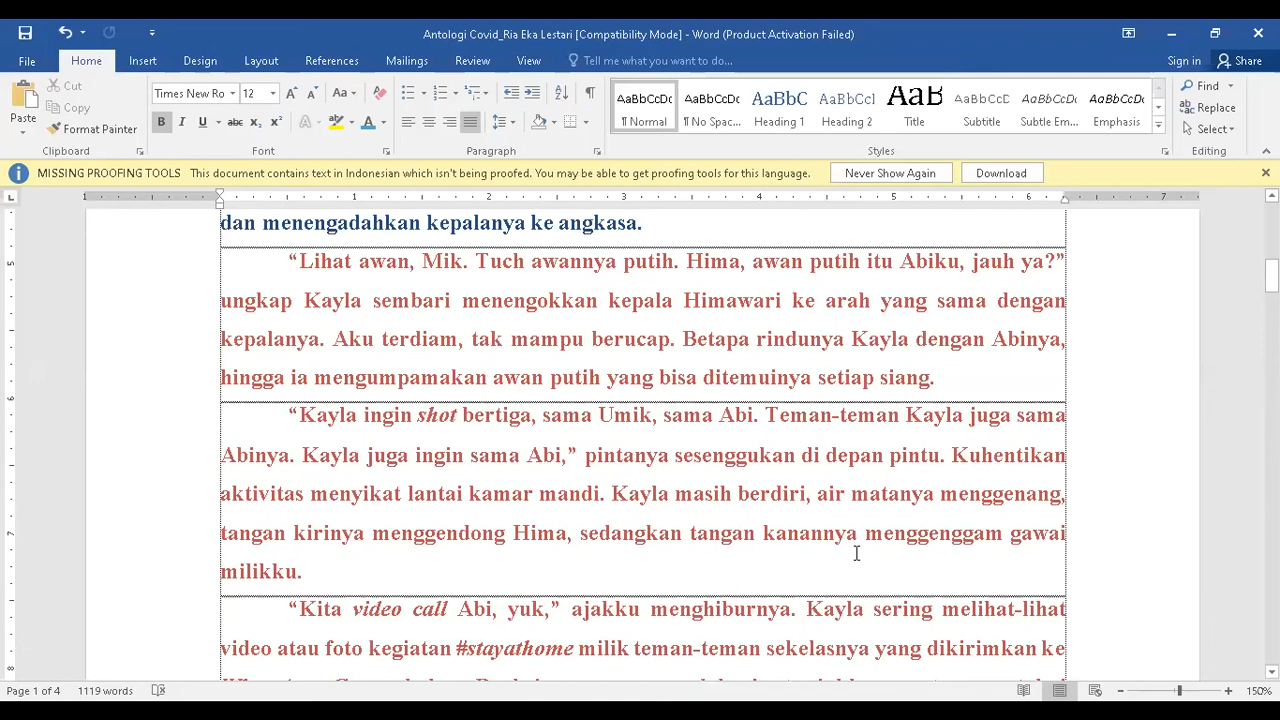 Antologi Covid_Ria Eka Lestari [Compatibility Mode] - Word (Product Activation Failed)
File Home Insert Design Layout References Mailings Review View Tell me what you want to do... Sign in Share
Paste Cut Copy Format Painter
Times New Ro 12
AaBbCcDc AaBbCcDc AaBbC AaBbCcI AaB AaBbCcD AaBbCcDc AaBbCcDc
¶ Normal ¶ No Spac... Heading 1 Heading 2 Title Subtitle Subtle Em... Emphasis
Find Replace Select
Clipboard Font Paragraph Styles Editing
MISSING PROOFING TOOLS This document contains text in Indonesian which isn't being proofed. You may be able to get proofing tools for this language. Never Show Again Download
1 1 2 3 4 5 6 7
dan menengadahkan kepalanya ke angkasa.
“Lihat awan, Mik. Tuch awannya putih. Hima, awan putih itu Abiku, jauh ya?”
ungkap Kayla sembari menengokkan kepala Himawari ke arah yang sama dengan
kepalanya. Aku terdiam, tak mampu berucap. Betapa rindunya Kayla dengan Abinya,
hingga ia mengumpamakan awan putih yang bisa ditemuinya setiap siang.
“Kayla ingin shot bertiga, sama Umik, sama Abi. Teman-teman Kayla juga sama
Abinya. Kayla juga ingin sama Abi,” pintanya sesenggukan di depan pintu. Kuhentikan
aktivitas menyikat lantai kamar mandi. Kayla masih berdiri, air matanya menggenang,
tangan kirinya menggendong Hima, sedangkan tangan kanannya menggenggam gawai
milikku.
“Kita video call Abi, yuk,” ajakku menghiburnya. Kayla sering melihat-lihat
video atau foto kegiatan #stayathome milik teman-teman sekelasnya yang dikirimkan ke
Page 1 of 4 1119 words 150%